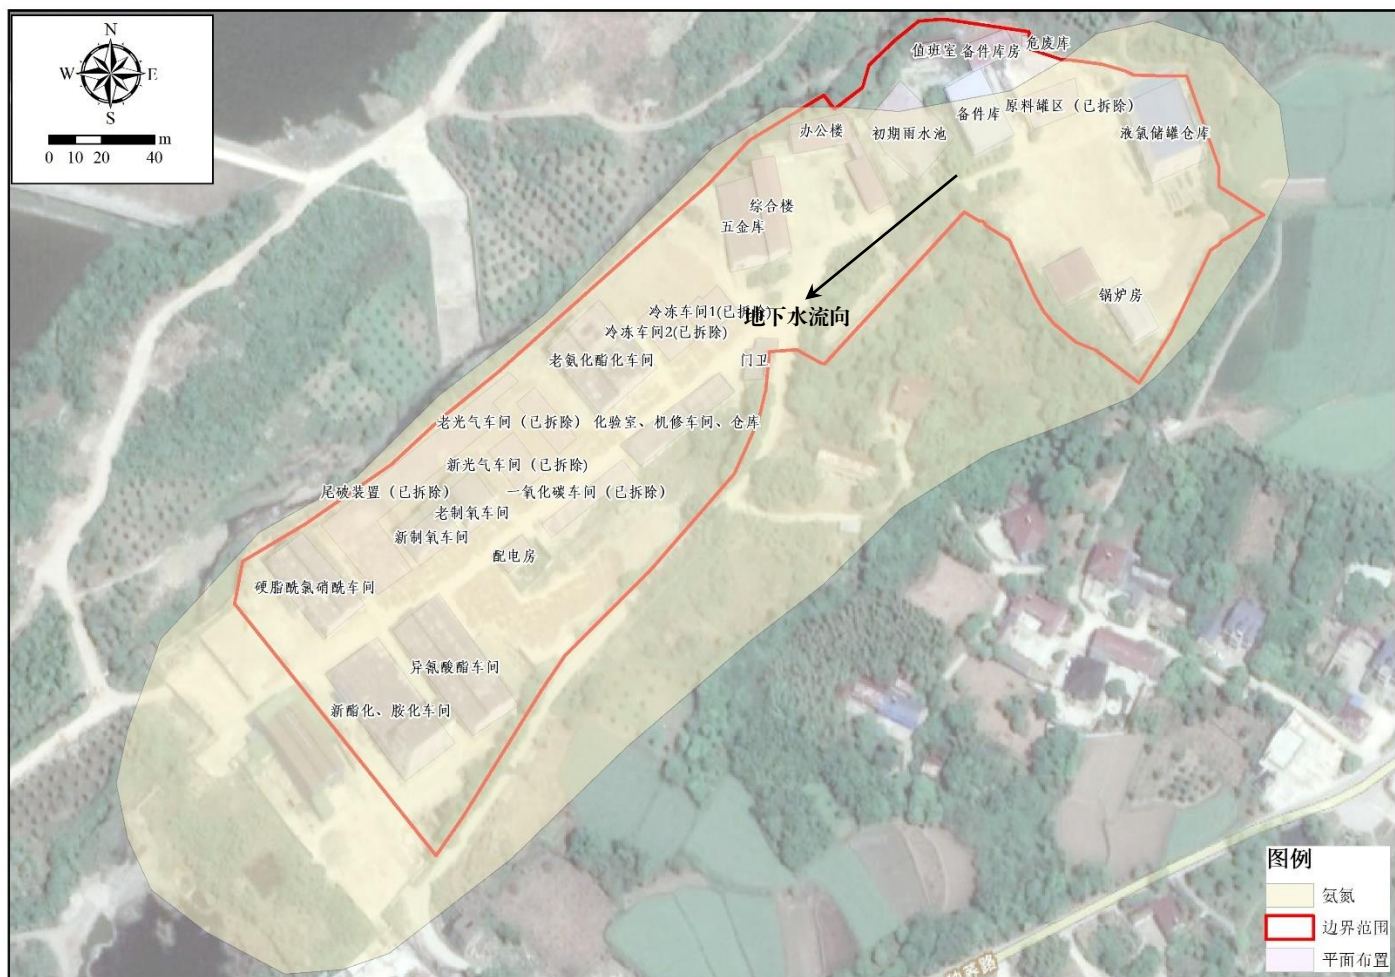 N
W E
S
0 10 20 40 m
值班室 备件库房 危废库
备件库 原料罐区（已拆除）
办公楼 初期雨水池 液氯储罐仓库
综合楼
五金库
锅炉房
冷冻车间1(已拆除)
地下水流向
冷冻车间2(已拆除)
老氨化酯化车间 门卫
老光气车间（已拆除） 化验室、机修车间、仓库
新光气车间（已拆除）
尾破装置（已拆除） 一氧化碳车间（已拆除）
老制氧车间
新制氧车间
配电房
硬脂酰氯硝酰车间
异氰酸酯车间
新酯化、胺化车间
图例
氨氮
边界范围
平面布置